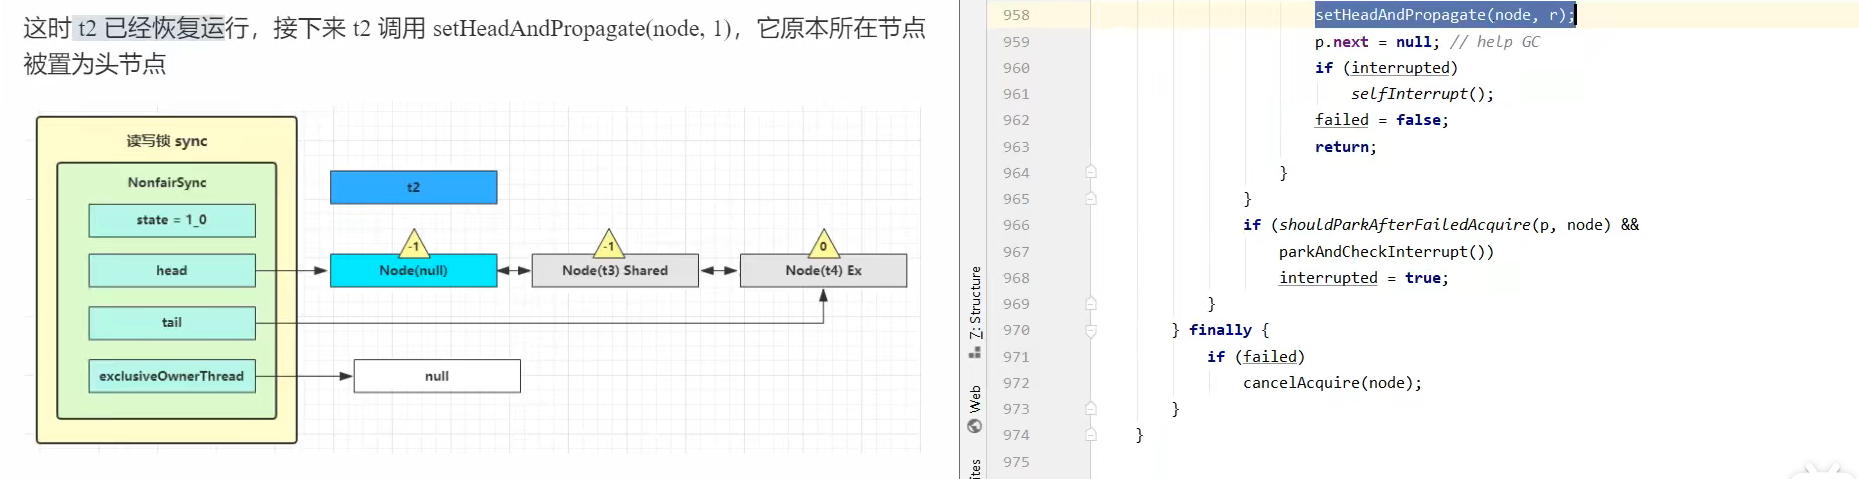 这时 t2 已经恢复运行，接下来 t2 调用 setHeadAndPropagate(node, 1)，它原本所在节点
被置为头节点
读写锁 sync
NonfairSync
state = 1_0
head
tail
exclusiveOwnerThread
t2
-1
Node(null)
-1
Node(t3) Shared
0
Node(t4) Ex
null
Z: Structure
Web
958 setHeadAndPropagate(node, r);
959 p.next = null; // help GC
960 if (interrupted)
961 selfInterrupt();
962 failed = false;
963 return;
964 }
965 }
966 if (shouldParkAfterFailedAcquire(p, node) &&
967 parkAndCheckInterrupt())
968 interrupted = true;
969 }
970 } finally {
971 if (failed)
972 cancelAcquire(node);
973 }
974 }
975